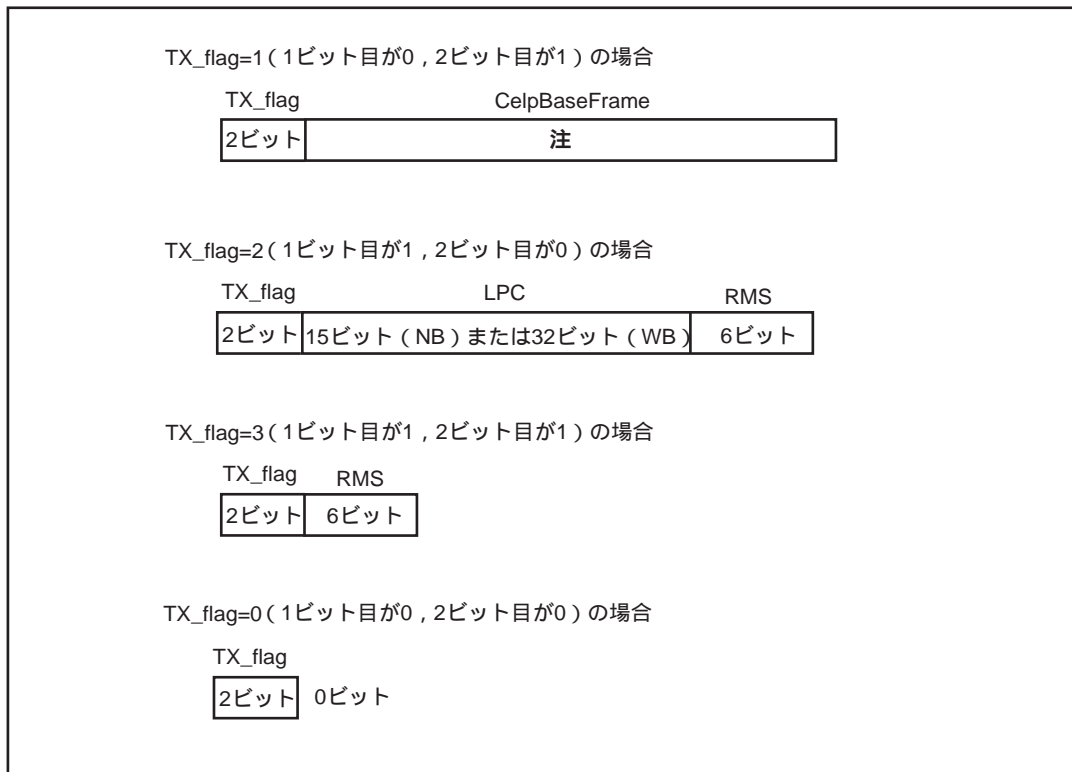 TX_flag=1（1ビット目が0，2ビット目が1）の場合
TX_flag CelpBaseFrame
2ビット 注
TX_flag=2（1ビット目が1，2ビット目が0）の場合
TX_flag LPC RMS
2ビット 15ビット（NB）または32ビット（WB） 6ビット
TX_flag=3（1ビット目が1，2ビット目が1）の場合
TX_flag RMS
2ビット 6ビット
TX_flag=0（1ビット目が0，2ビット目が0）の場合
TX_flag
2ビット 0ビット